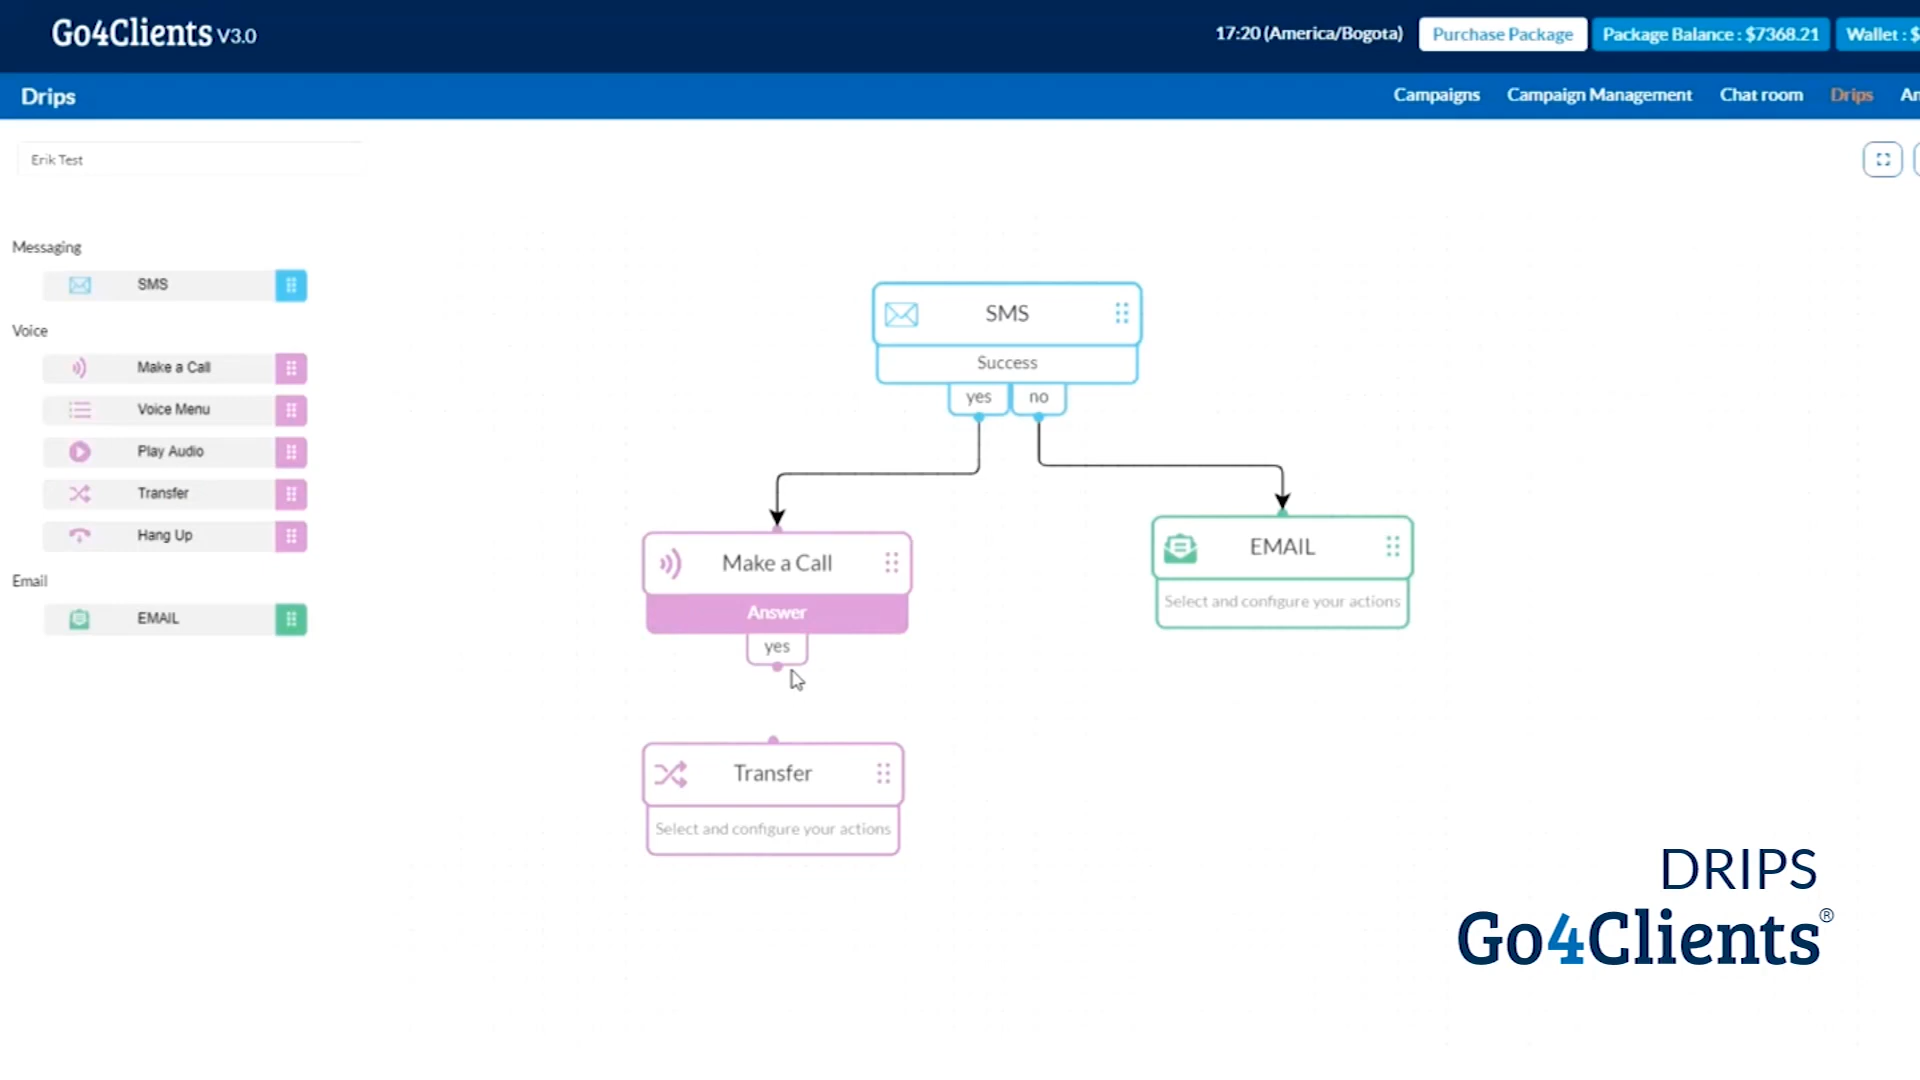 Go4Clients V3.0
17:20 (America/Bogota)
Purchase Package
Package Balance : $7368.21
Wallet : $
Drips
Campaigns
Campaign Management
Chat room
Drips
An
Erik Test
Messaging
SMS
Voice
Make a Call
Voice Menu
Play Audio
Transfer
Hang Up
Email
EMAIL
SMS
Success
yes
no
Make a Call
Answer
yes
EMAIL
Select and configure your actions
Transfer
Select and configure your actions
DRIPS
Go4Clients®